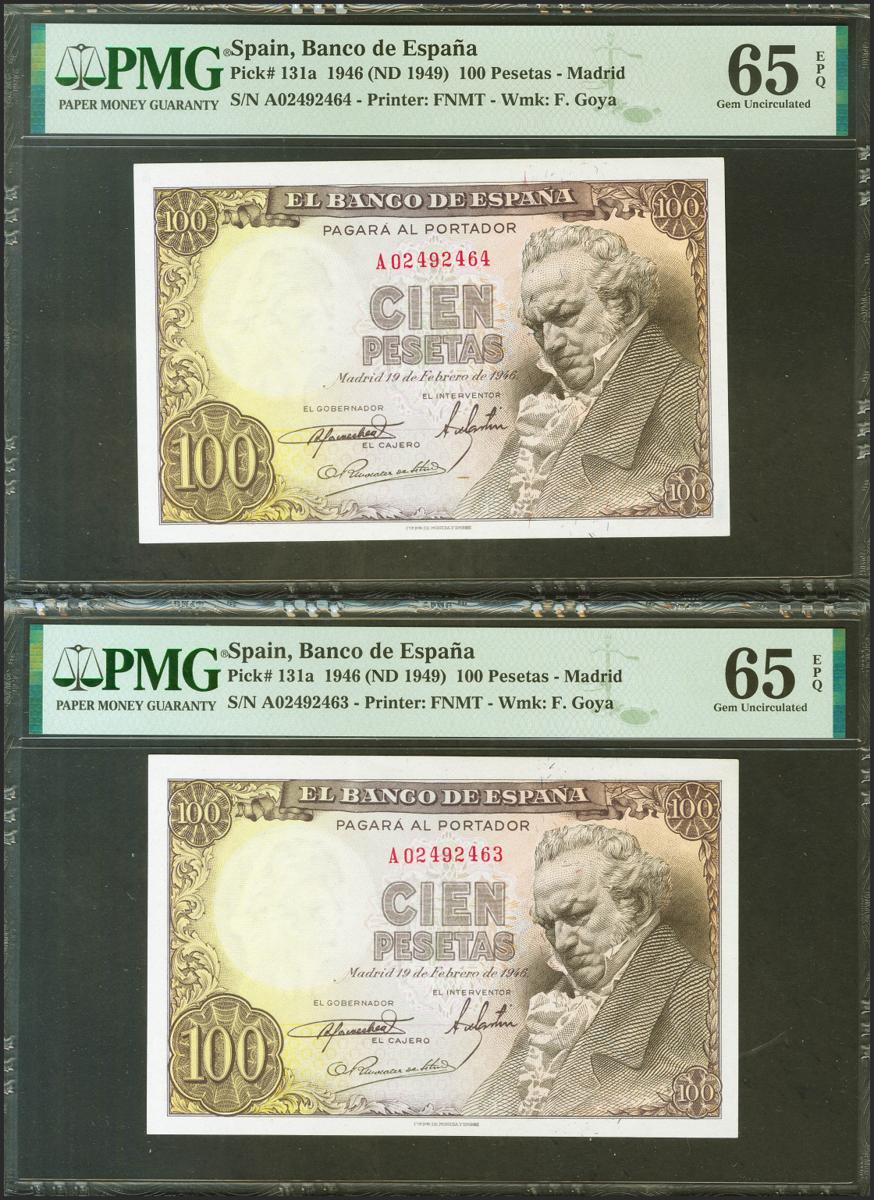 PMG®
PAPER MONEY GUARANTY
Spain, Banco de España
Pick# 131a 1946 (ND 1949) 100 Pesetas - Madrid
S/N A02492464 - Printer: FNMT - Wmk: F. Goya
65 EPQ
Gem Uncirculated
100
EL BANCO DE ESPAÑA
100
PAGARÁ AL PORTADOR
A02492464
CIEN
PESETAS
Madrid 19 de Febrero de 1946.
EL INTERVENTOR
EL GOBERNADOR
EL CAJERO
100
100
PMG®
PAPER MONEY GUARANTY
Spain, Banco de España
Pick# 131a 1946 (ND 1949) 100 Pesetas - Madrid
S/N A02492463 - Printer: FNMT - Wmk: F. Goya
65 EPQ
Gem Uncirculated
100
EL BANCO DE ESPAÑA
100
PAGARÁ AL PORTADOR
A02492463
CIEN
PESETAS
Madrid 19 de Febrero de 1946.
EL INTERVENTOR
EL GOBERNADOR
EL CAJERO
100
100